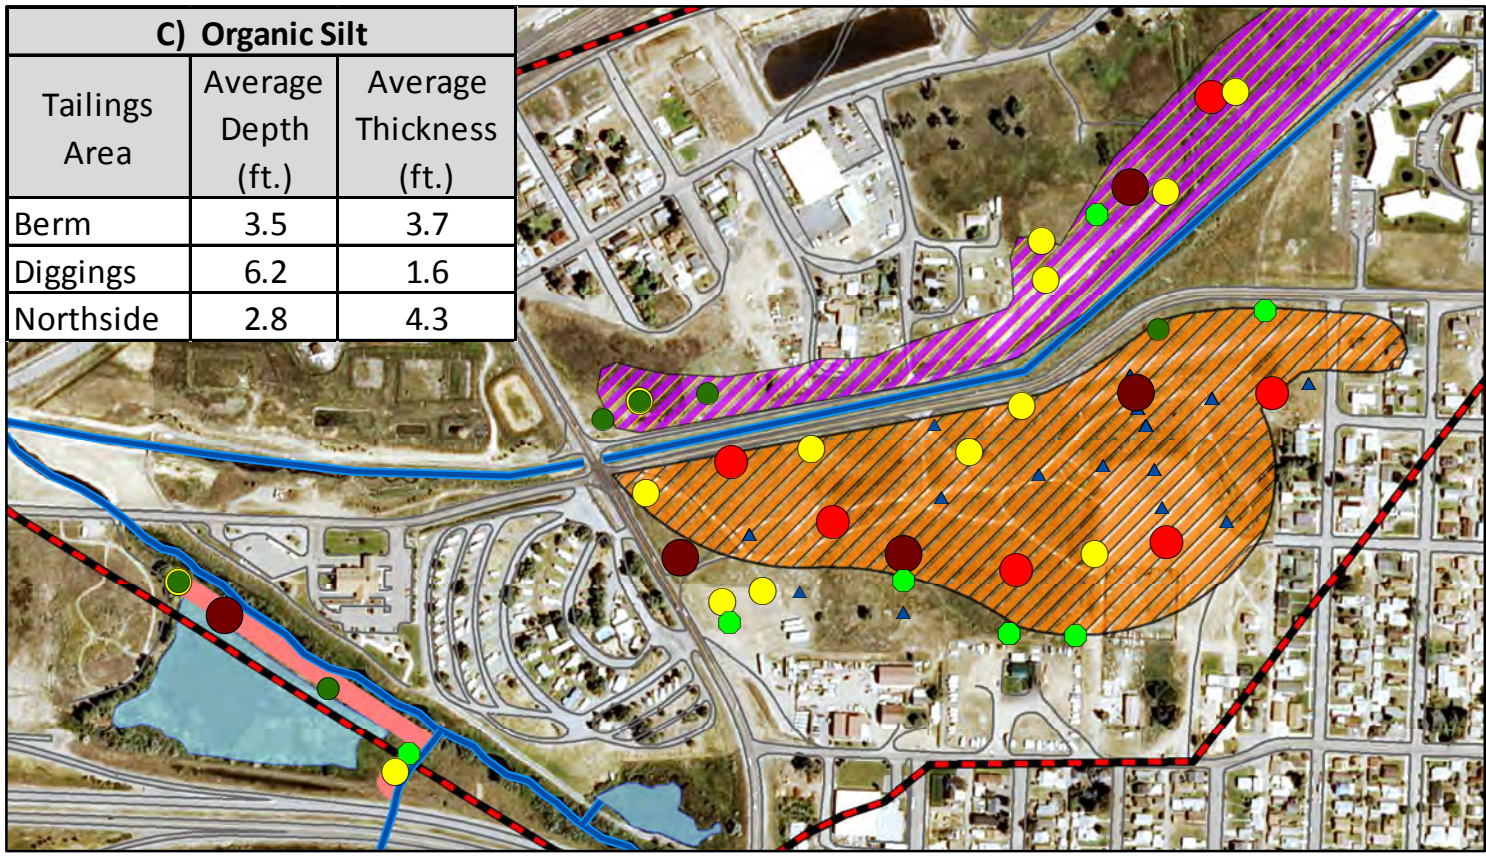 C) Organic Silt
Tailings Area
Average Depth (ft.)
Average Thickness (ft.)
Berm 3.5 3.7
Diggings 6.2 1.6
Northside 2.8 4.3